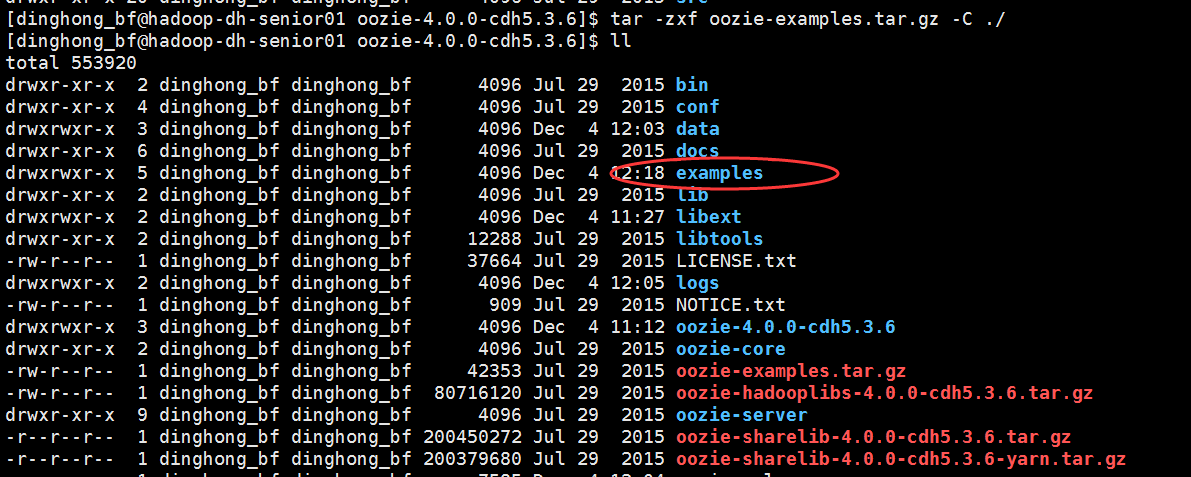 [dinghong_bf@hadoop-dh-senior01 oozie-4.0.0-cdh5.3.6]$ tar -zxf oozie-examples.tar.gz -C ./
[dinghong_bf@hadoop-dh-senior01 oozie-4.0.0-cdh5.3.6]$ ll
total 553920
drwxr-xr-x 2 dinghong_bf dinghong_bf 4096 Jul 29 2015 bin
drwxr-xr-x 4 dinghong_bf dinghong_bf 4096 Jul 29 2015 conf
drwxrwxr-x 3 dinghong_bf dinghong_bf 4096 Dec 4 12:03 data
drwxr-xr-x 6 dinghong_bf dinghong_bf 4096 Jul 29 2015 docs
drwxr-xr-x 5 dinghong_bf dinghong_bf 4096 Dec 4 12:18 examples
drwxr-xr-x 2 dinghong_bf dinghong_bf 4096 Jul 29 2015 lib
drwxrwxr-x 2 dinghong_bf dinghong_bf 4096 Dec 4 11:27 libext
drwxr-xr-x 2 dinghong_bf dinghong_bf 12288 Jul 29 2015 libtools
-rw-r--r-- 1 dinghong_bf dinghong_bf 37664 Jul 29 2015 LICENSE.txt
drwxrwxr-x 2 dinghong_bf dinghong_bf 4096 Dec 4 12:05 logs
-rw-r--r-- 1 dinghong_bf dinghong_bf 909 Jul 29 2015 NOTICE.txt
drwxrwxr-x 3 dinghong_bf dinghong_bf 4096 Dec 4 11:12 oozie-4.0.0-cdh5.3.6
drwxr-xr-x 2 dinghong_bf dinghong_bf 4096 Jul 29 2015 oozie-core
-rw-r--r-- 1 dinghong_bf dinghong_bf 42353 Jul 29 2015 oozie-examples.tar.gz
-rw-r--r-- 1 dinghong_bf dinghong_bf 80716120 Jul 29 2015 oozie-hadooplibs-4.0.0-cdh5.3.6.tar.gz
drwxr-xr-x 9 dinghong_bf dinghong_bf 4096 Jul 29 2015 oozie-server
-r--r--r-- 1 dinghong_bf dinghong_bf 200450272 Jul 29 2015 oozie-sharelib-4.0.0-cdh5.3.6.tar.gz
-r--r--r-- 1 dinghong_bf dinghong_bf 200379680 Jul 29 2015 oozie-sharelib-4.0.0-cdh5.3.6-yarn.tar.gz